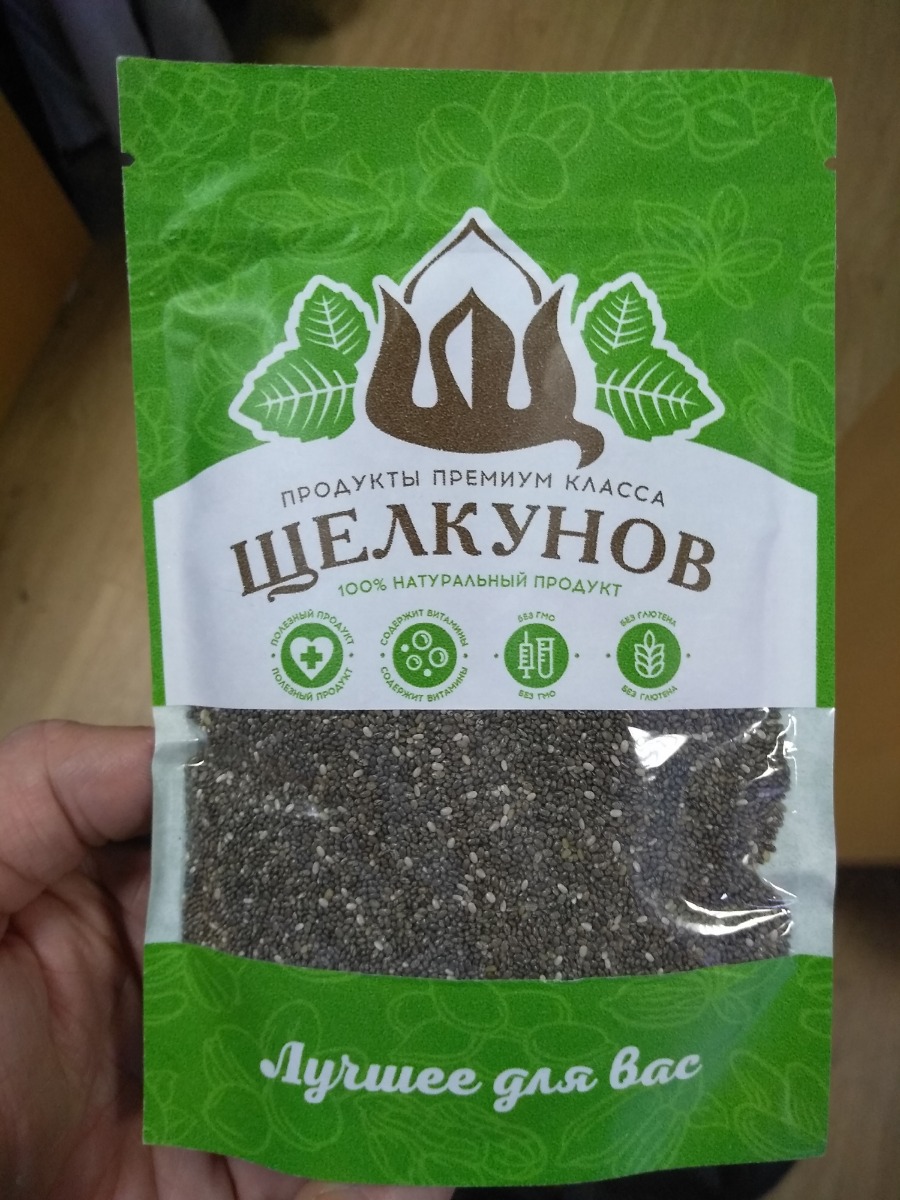 Щ
ПРОДУКТЫ ПРЕМИУМ КЛАССА
ЩЕЛКУНОВ
100% НАТУРАЛЬНЫЙ ПРОДУКТ
ПОЛЕЗНЫЙ ПРОДУКТ
ПОЛЕЗНЫЙ ПРОДУКТ
СОДЕРЖИТ ВИТАМИНЫ
СОДЕРЖИТ ВИТАМИНЫ
БЕЗ ГМО
БЕЗ ГМО
БЕЗ ГЛЮТЕНА
БЕЗ ГЛЮТЕНА
Лучшее для вас